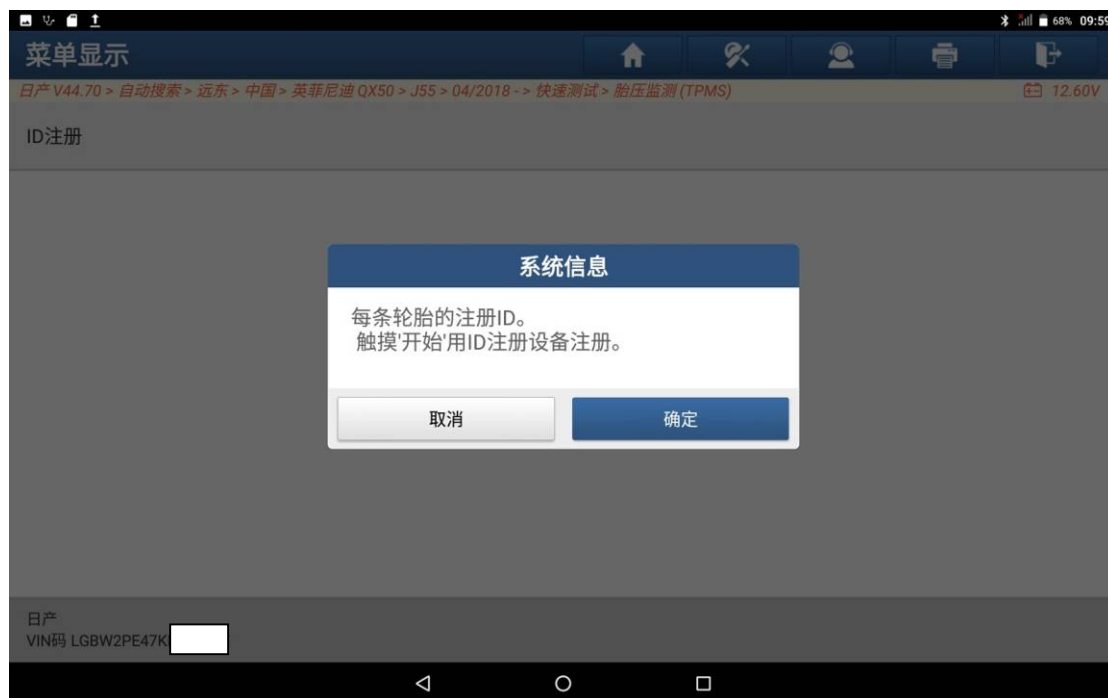 68% 09:59
菜单显示
日产 V44.70 > 自动搜索 > 远东 > 中国 > 英菲尼迪 QX50 > J55 > 04/2018 - > 快速测试 > 胎压监测 (TPMS)
12.60V
ID注册
系统信息
每条轮胎的注册ID。
触摸'开始'用ID注册设备注册。
取消
确定
日产
VIN码 LGBW2PE47K